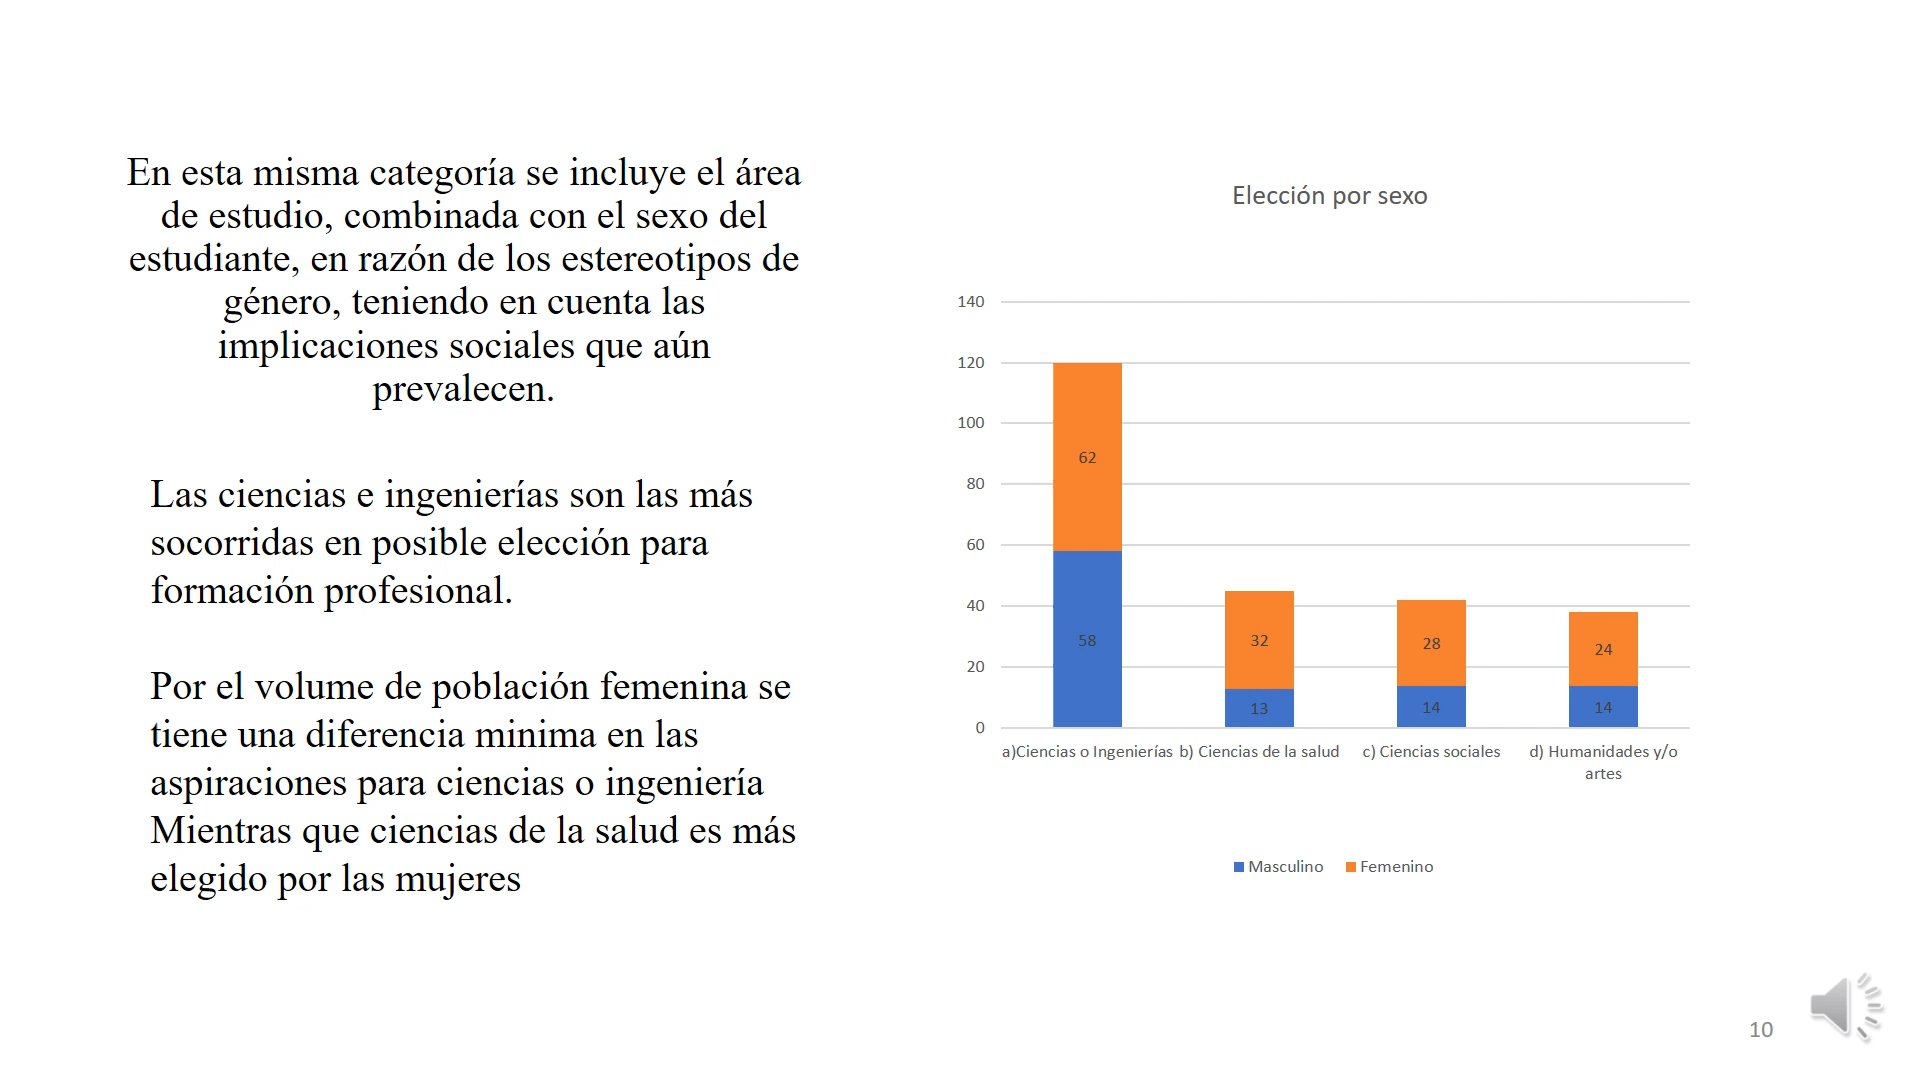 En esta misma categoría se incluye el área
de estudio, combinada con el sexo del
estudiante, en razón de los estereotipos de
género, teniendo en cuenta las
implicaciones sociales que aún
prevalecen.
Las ciencias e ingenierías son las más
socorridas en posible elección para
formación profesional.
Por el volume de población femenina se
tiene una diferencia minima en las
aspiraciones para ciencias o ingeniería
Mientras que ciencias de la salud es más
elegido por las mujeres
Elección por sexo
140
120
100
80
60
40
20
0
62
58
32
13
28
14
24
14
a)Ciencias o Ingenierías b) Ciencias de la salud c) Ciencias sociales d) Humanidades y/o
artes
Masculino Femenino
10